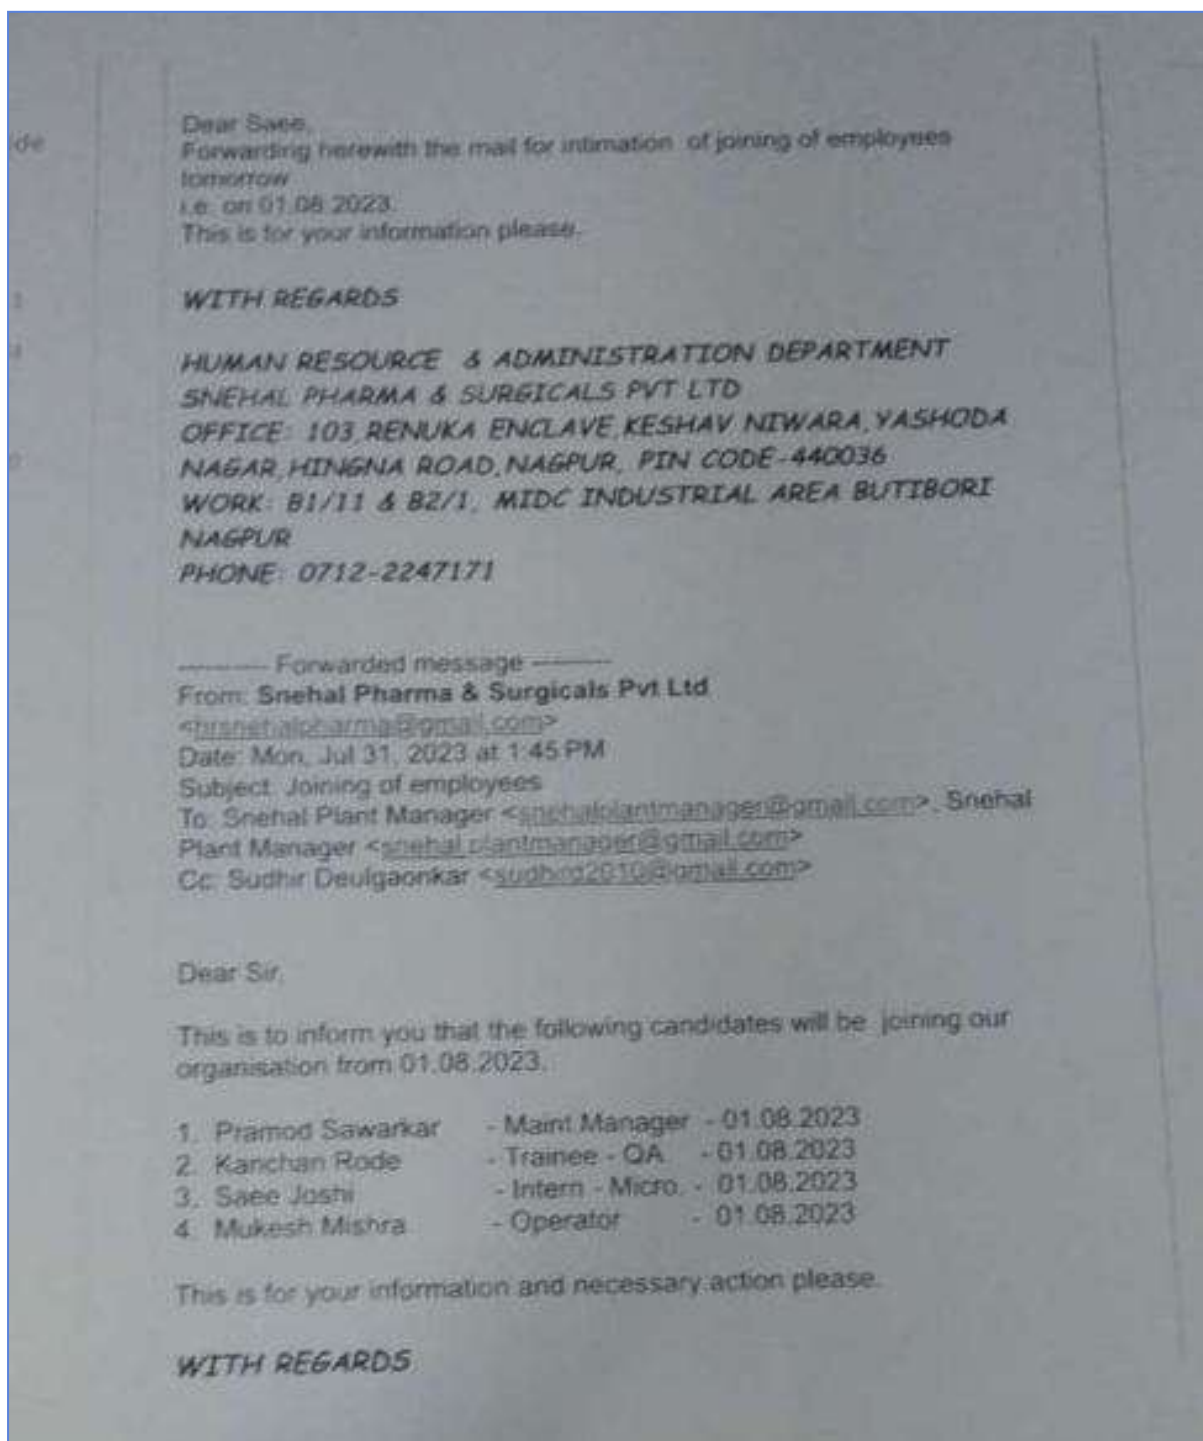 Dear Saee,
Forwarding herewith the mail for intimation of joining of employees
tomorrow
i.e. on 01.08.2023.
This is for your information please.
WITH REGARDS
HUMAN RESOURCE & ADMINISTRATION DEPARTMENT
SNEHAL PHARMA & SURGICALS PVT LTD
OFFICE: 103,RENUKA ENCLAVE,KESHAV NIWARA,YASHODA
NAGAR,HINGNA ROAD,NAGPUR, PIN CODE-440036
WORK: B1/11 & B2/1, MIDC INDUSTRIAL AREA BUTIBORI
NAGPUR
PHONE: 0712-2247171
---------- Forwarded message ---------
From: Snehal Pharma & Surgicals Pvt Ltd
<hrsnehalpharma@gmail.com>
Date: Mon, Jul 31, 2023 at 1:45 PM
Subject: Joining of employees
To: Snehal Plant Manager <snehalplantmanager@gmail.com>, Snehal
Plant Manager <snehal.plantmanager@gmail.com>
Cc: Sudhir Deulgaonkar <sudhird2010@gmail.com>
Dear Sir,
This is to inform you that the following candidates will be joining our
organisation from 01.08.2023.
1. Pramod Sawarkar - Maint Manager - 01.08.2023
2. Kanchan Rode - Trainee - QA - 01.08.2023
3. Saee Joshi - Intern - Micro. - 01.08.2023
4. Mukesh Mishra - Operator - 01.08.2023
This is for your information and necessary action please.
WITH REGARDS